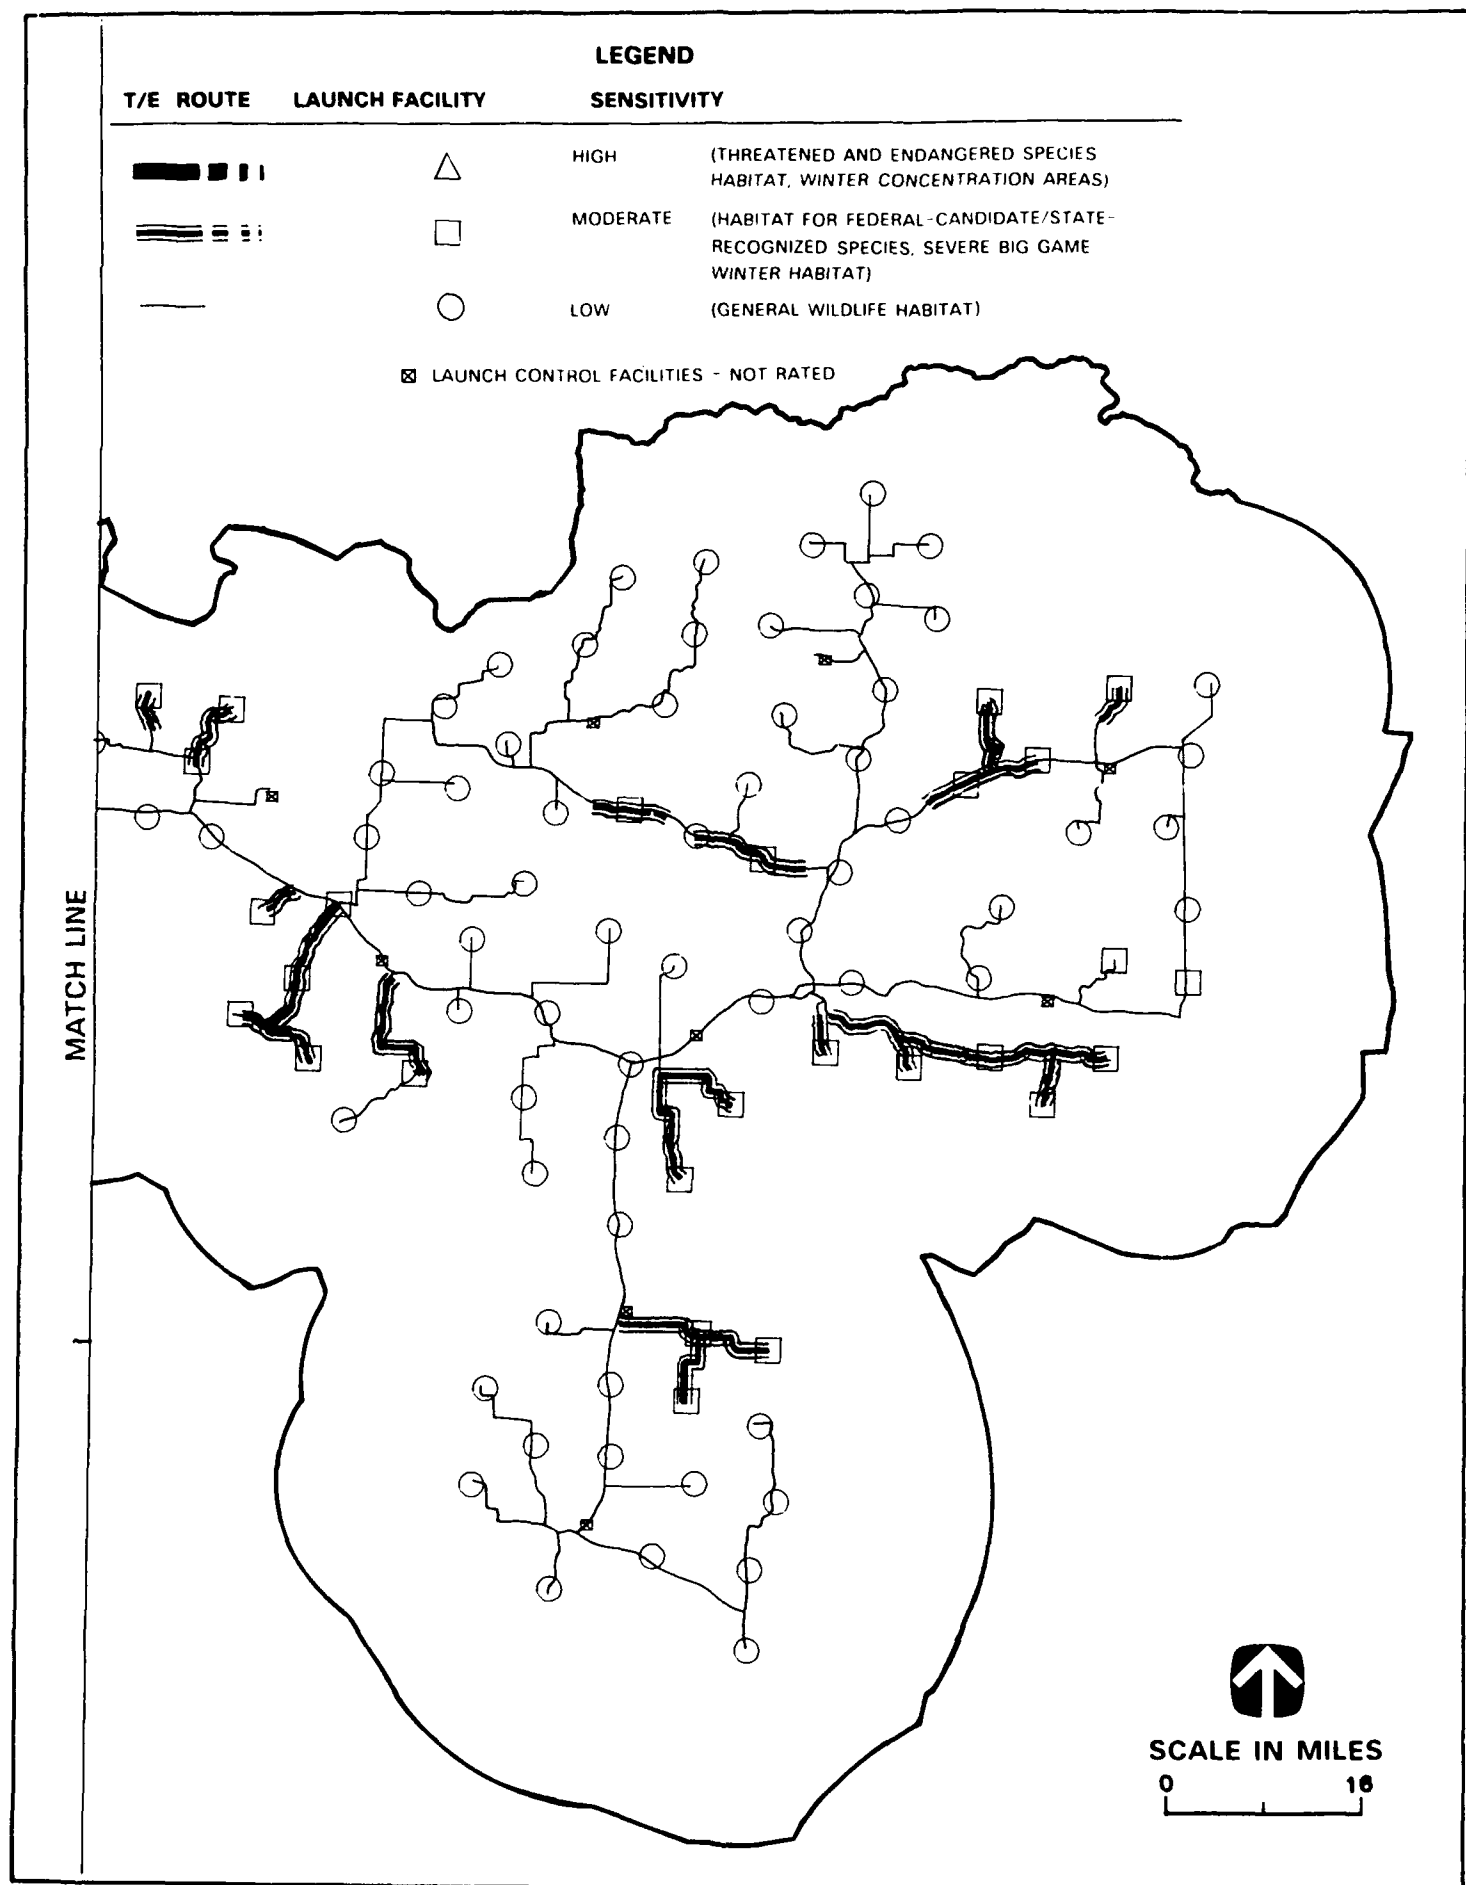 LEGEND
T/E ROUTE LAUNCH FACILITY SENSITIVITY
HIGH (THREATENED AND ENDANGERED SPECIES
HABITAT, WINTER CONCENTRATION AREAS)
MODERATE (HABITAT FOR FEDERAL-CANDIDATE/STATE-
RECOGNIZED SPECIES, SEVERE BIG GAME
WINTER HABITAT)
LOW (GENERAL WILDLIFE HABITAT)
LAUNCH CONTROL FACILITIES - NOT RATED
MATCH LINE
SCALE IN MILES
0 16